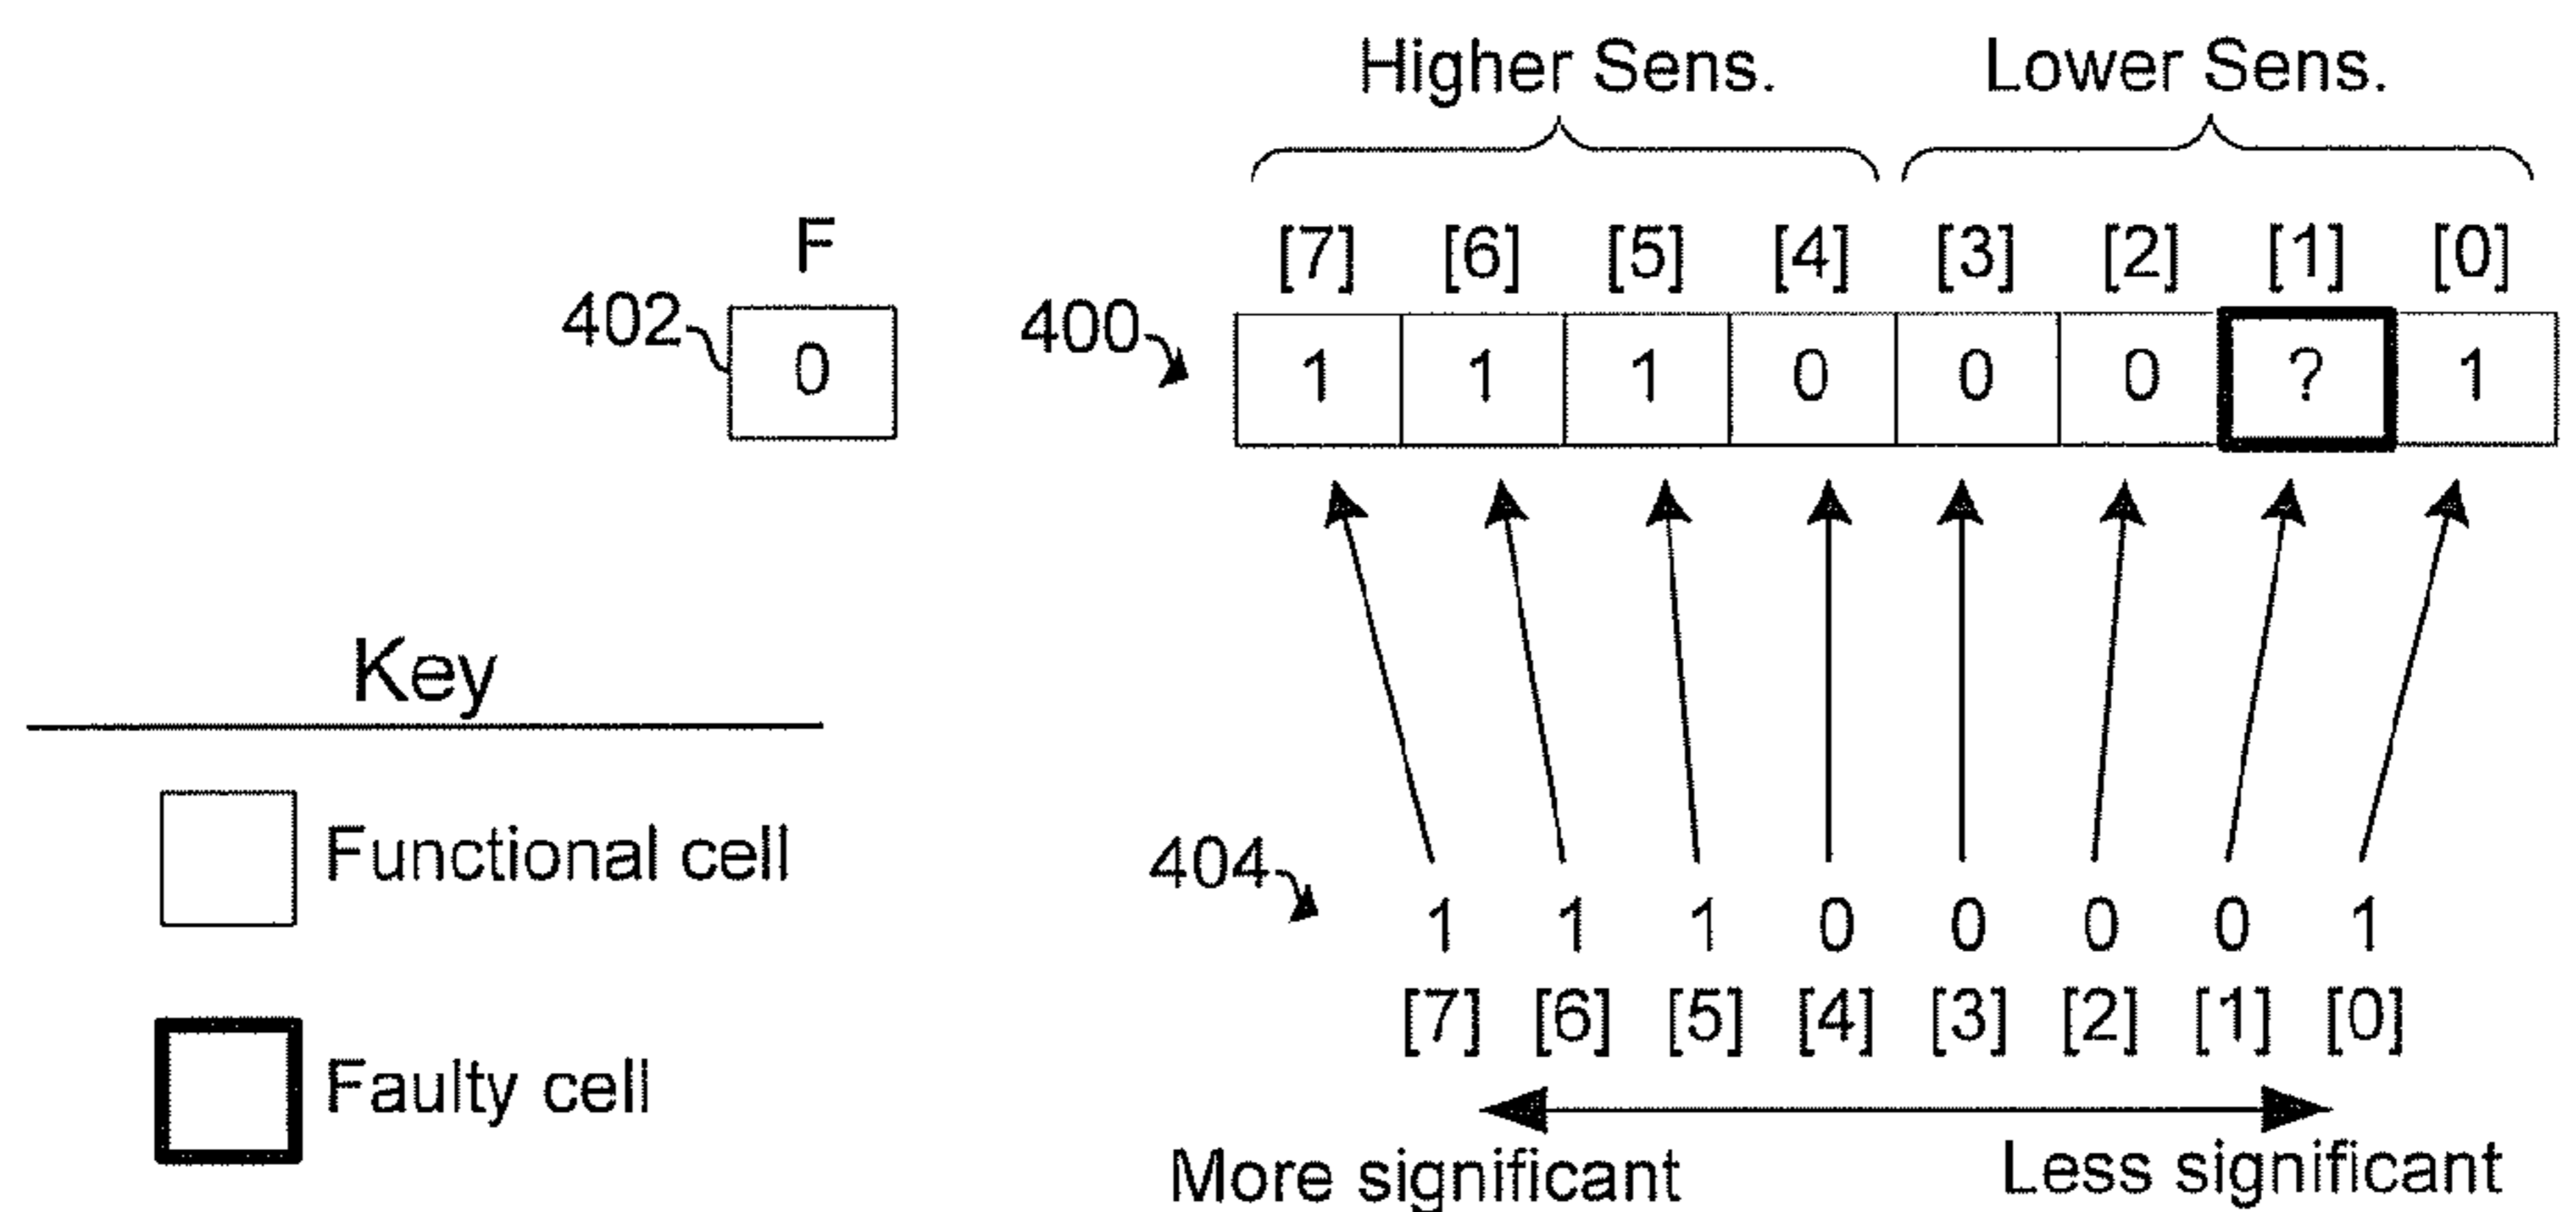 Higher Sens. Lower Sens.
F [7] [6] [5] [4] [3] [2] [1] [0]
402 0 400 1 1 1 0 0 0 ? 1
Key
Functional cell
404 1 1 1 0 0 0 0 1
[7] [6] [5] [4] [3] [2] [1] [0]
Faulty cell
More significant Less significant